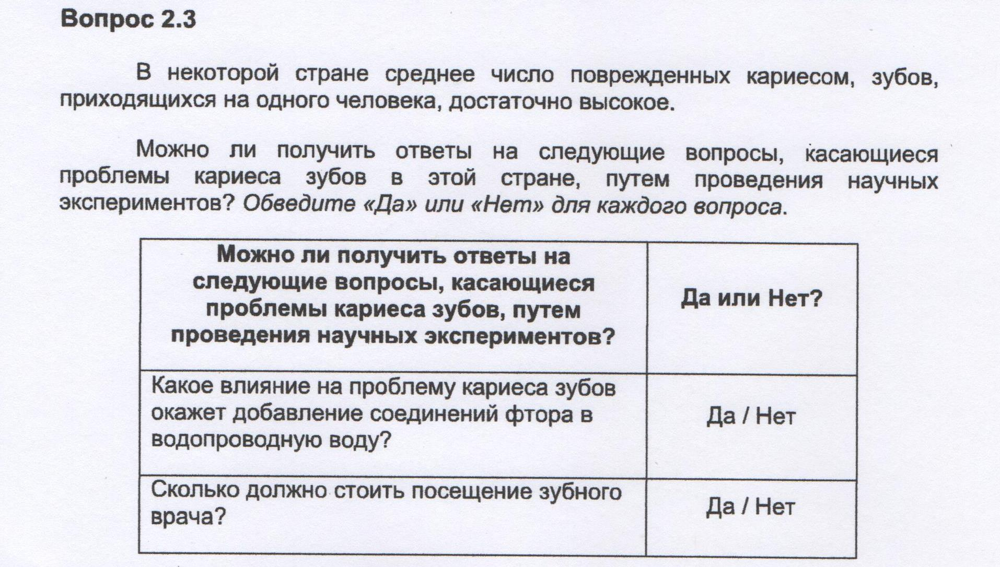 Вопрос 2.3
В некоторой стране среднее число поврежденных кариесом, зубов,
приходящихся на одного человека, достаточно высокое.
Можно ли получить ответы на следующие вопросы, касающиеся
проблемы кариеса зубов в этой стране, путем проведения научных
экспериментов? Обведите «Да» или «Нет» для каждого вопроса.
Можно ли получить ответы на
следующие вопросы, касающиеся
проблемы кариеса зубов, путем
проведения научных экспериментов?
Да или Нет?
Какое влияние на проблему кариеса зубов
окажет добавление соединений фтора в
водопроводную воду?
Да / Нет
Сколько должно стоить посещение зубного
врача?
Да / Нет